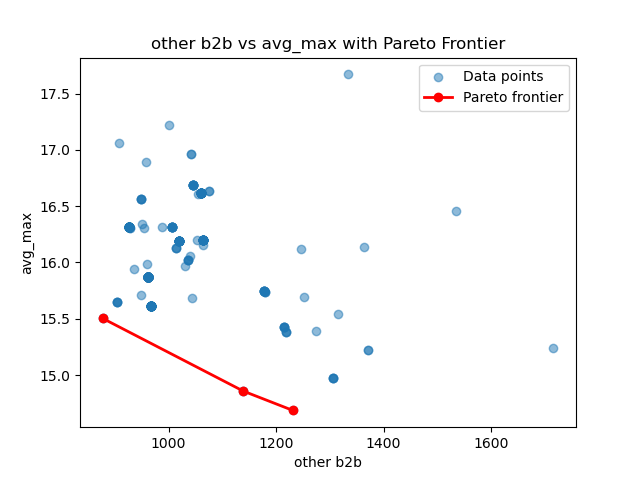 other b2b vs avg_max with Pareto Frontier
Data points
Pareto frontier
17.5
17.0
16.5
16.0
15.5
15.0
avg_max
1000
1200
1400
1600
other b2b